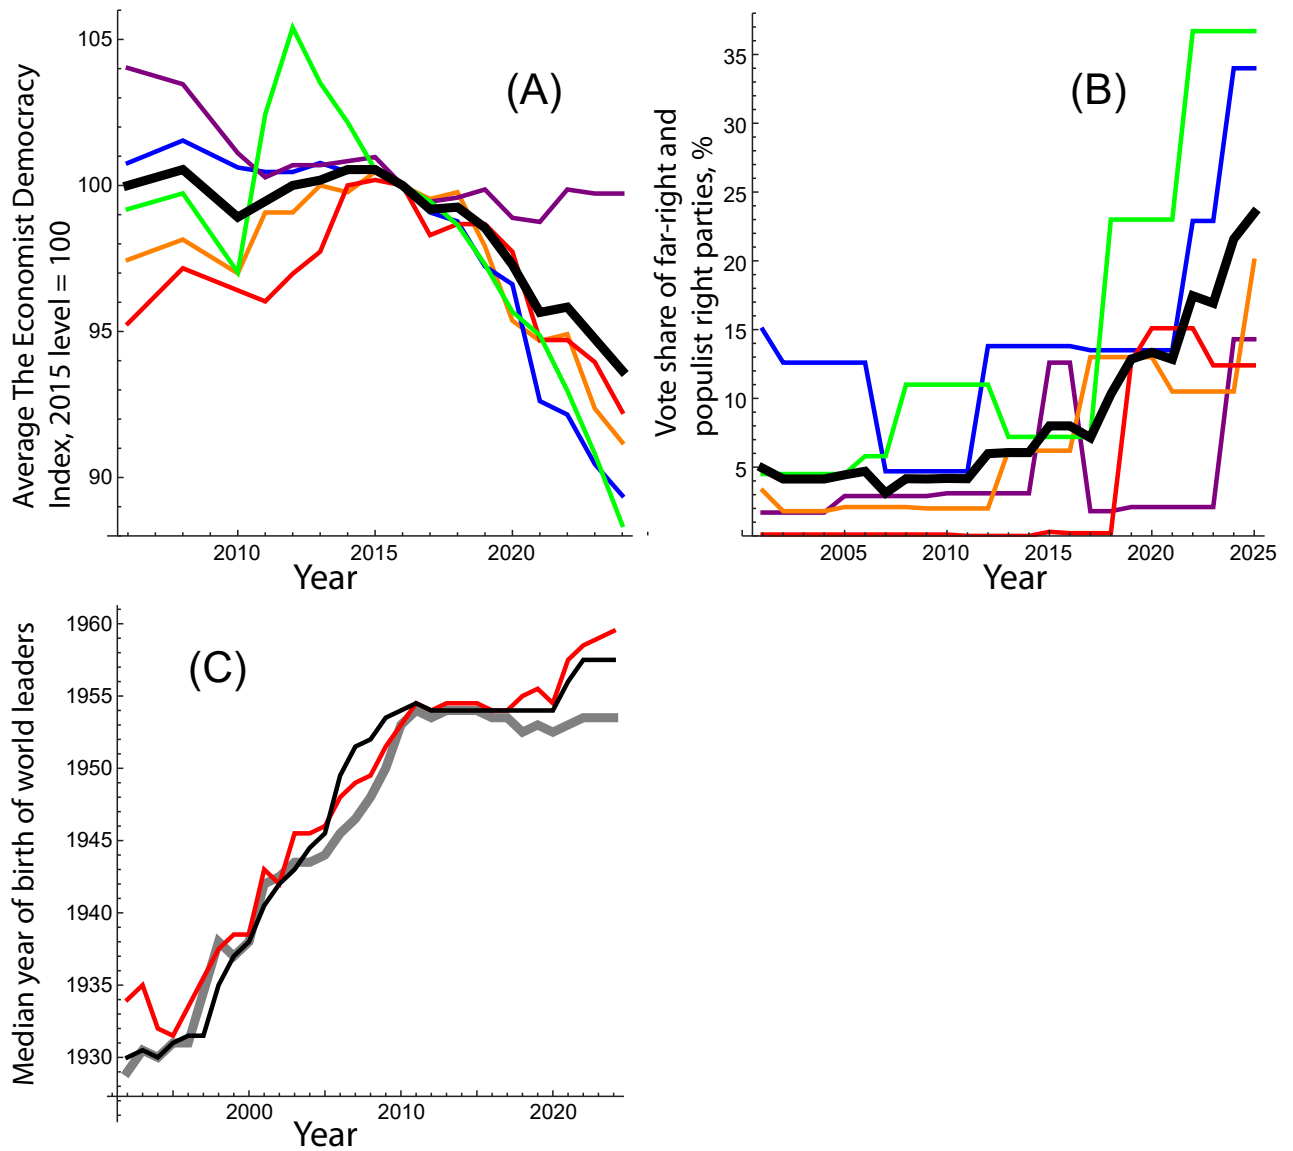 Average The Economist Democracy
Index, 2015 level = 100
105
100
95
90
(A)
2010 2015 2020
Year
Vote share of far-right and
populist right parties, %
35
30
25
20
15
10
5
(B)
2005 2010 2015 2020 2025
Year
Median year of birth of world leaders
1960
1955
1950
1945
1940
1935
1930
(C)
2000 2010 2020
Year